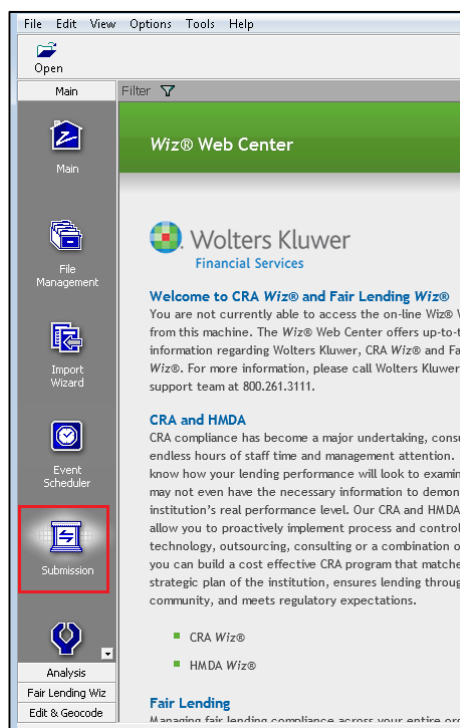 File Edit View Options Tools Help
Open
Main
Filter
Main
File
Management
Import
Wizard
Event
Scheduler
Submission
Analysis
Fair Lending Wiz
Edit & Geocode
Wiz® Web Center
Wolters Kluwer
Financial Services
Welcome to CRA Wiz® and Fair Lending Wiz®
You are not currently able to access the on-line Wiz®
from this machine. The Wiz® Web Center offers up-to-
information regarding Wolters Kluwer, CRA Wiz® and
Wiz®. For more information, please call Wolters Kluwer
support team at 800.261.3111.
CRA and HMDA
CRA compliance has become a major undertaking,
endless hours of staff time and management attention.
know how your lending performance will look to
may not even have the necessary information to
institution's real performance level. Our CRA and HMDA
allow you to proactively implement process and
technology, outsourcing, consulting or a combination
you can build a cost effective CRA program that
strategic plan of the institution, ensures lending
community, and meets regulatory expectations.
CRA Wiz®
HMDA Wiz®
Fair Lending
Managing fair lending compliance across your entire